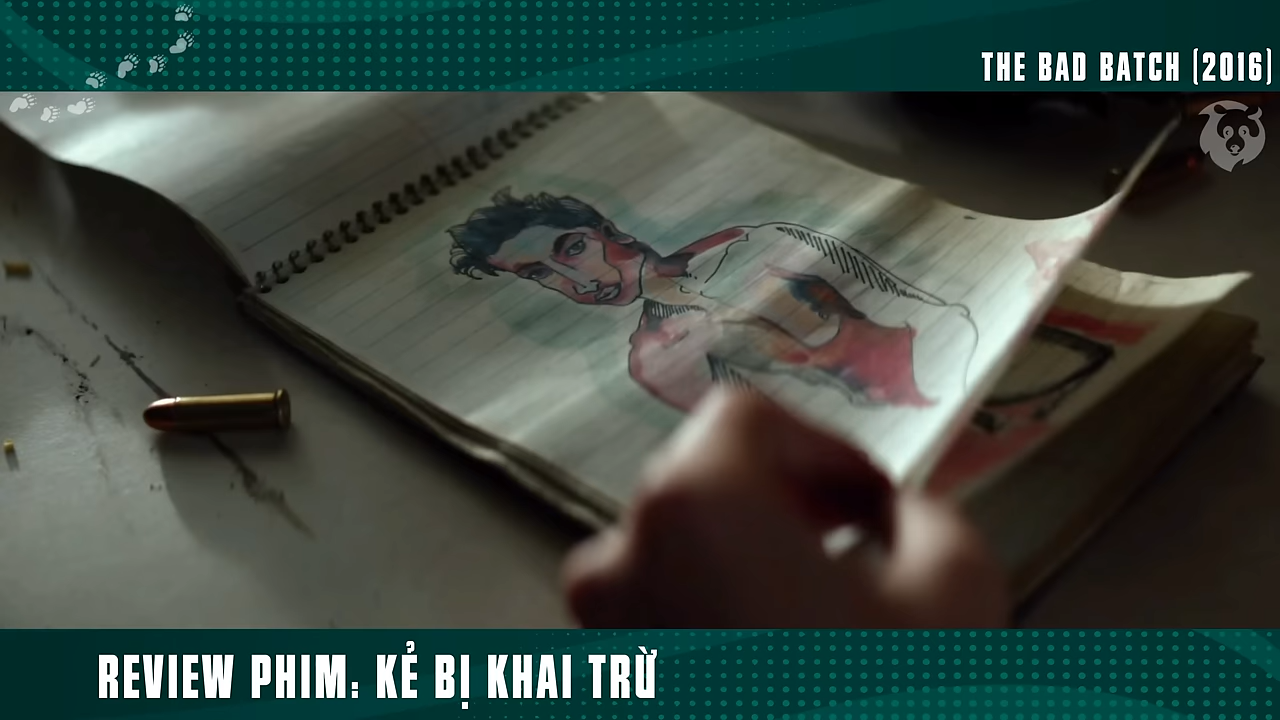 THE BAD BATCH (2016)
REVIEW PHIM: KẺ BỊ KHAI TRỪ